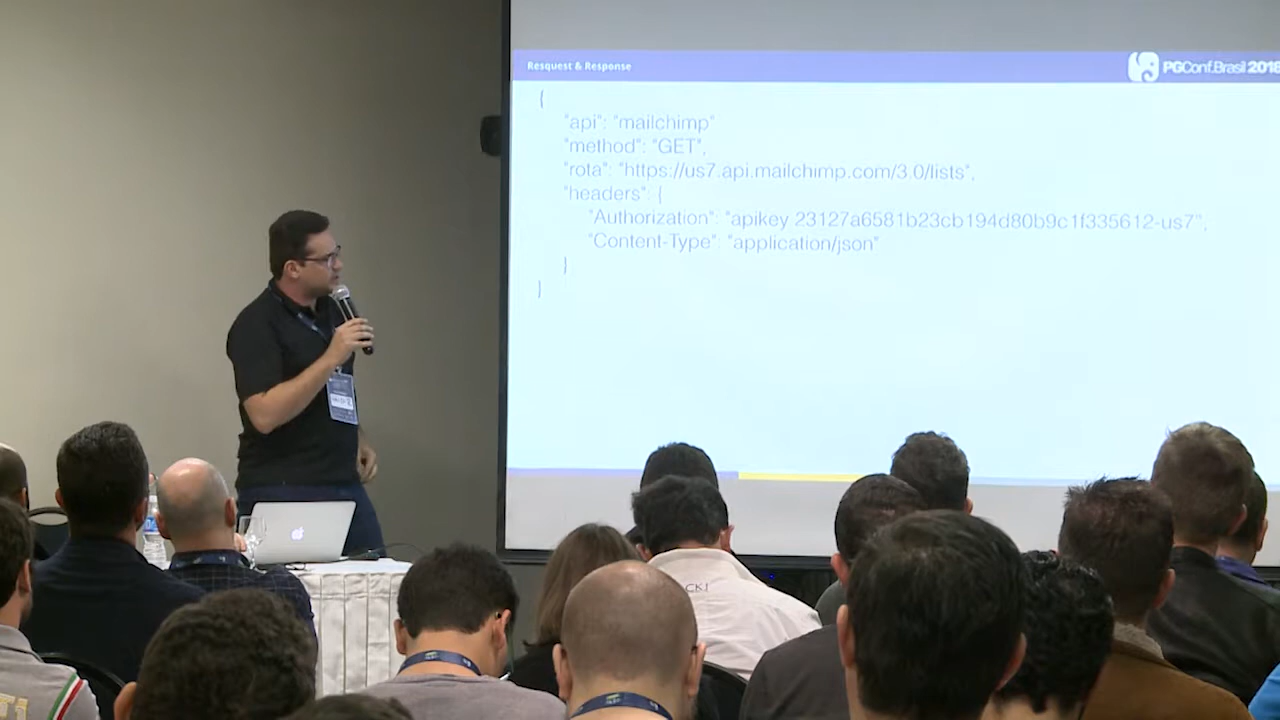 Resquest & Response
PGConf.Brasil 2018
{
"api": "mailchimp"
"method": "GET",
"rota": "https://us7.api.mailchimp.com/3.0/lists",
"headers": {
"Authorization": "apikey 23127a6581b23cb194d80b9c1f335612-us7",
"Content-Type": "application/json"
}
}